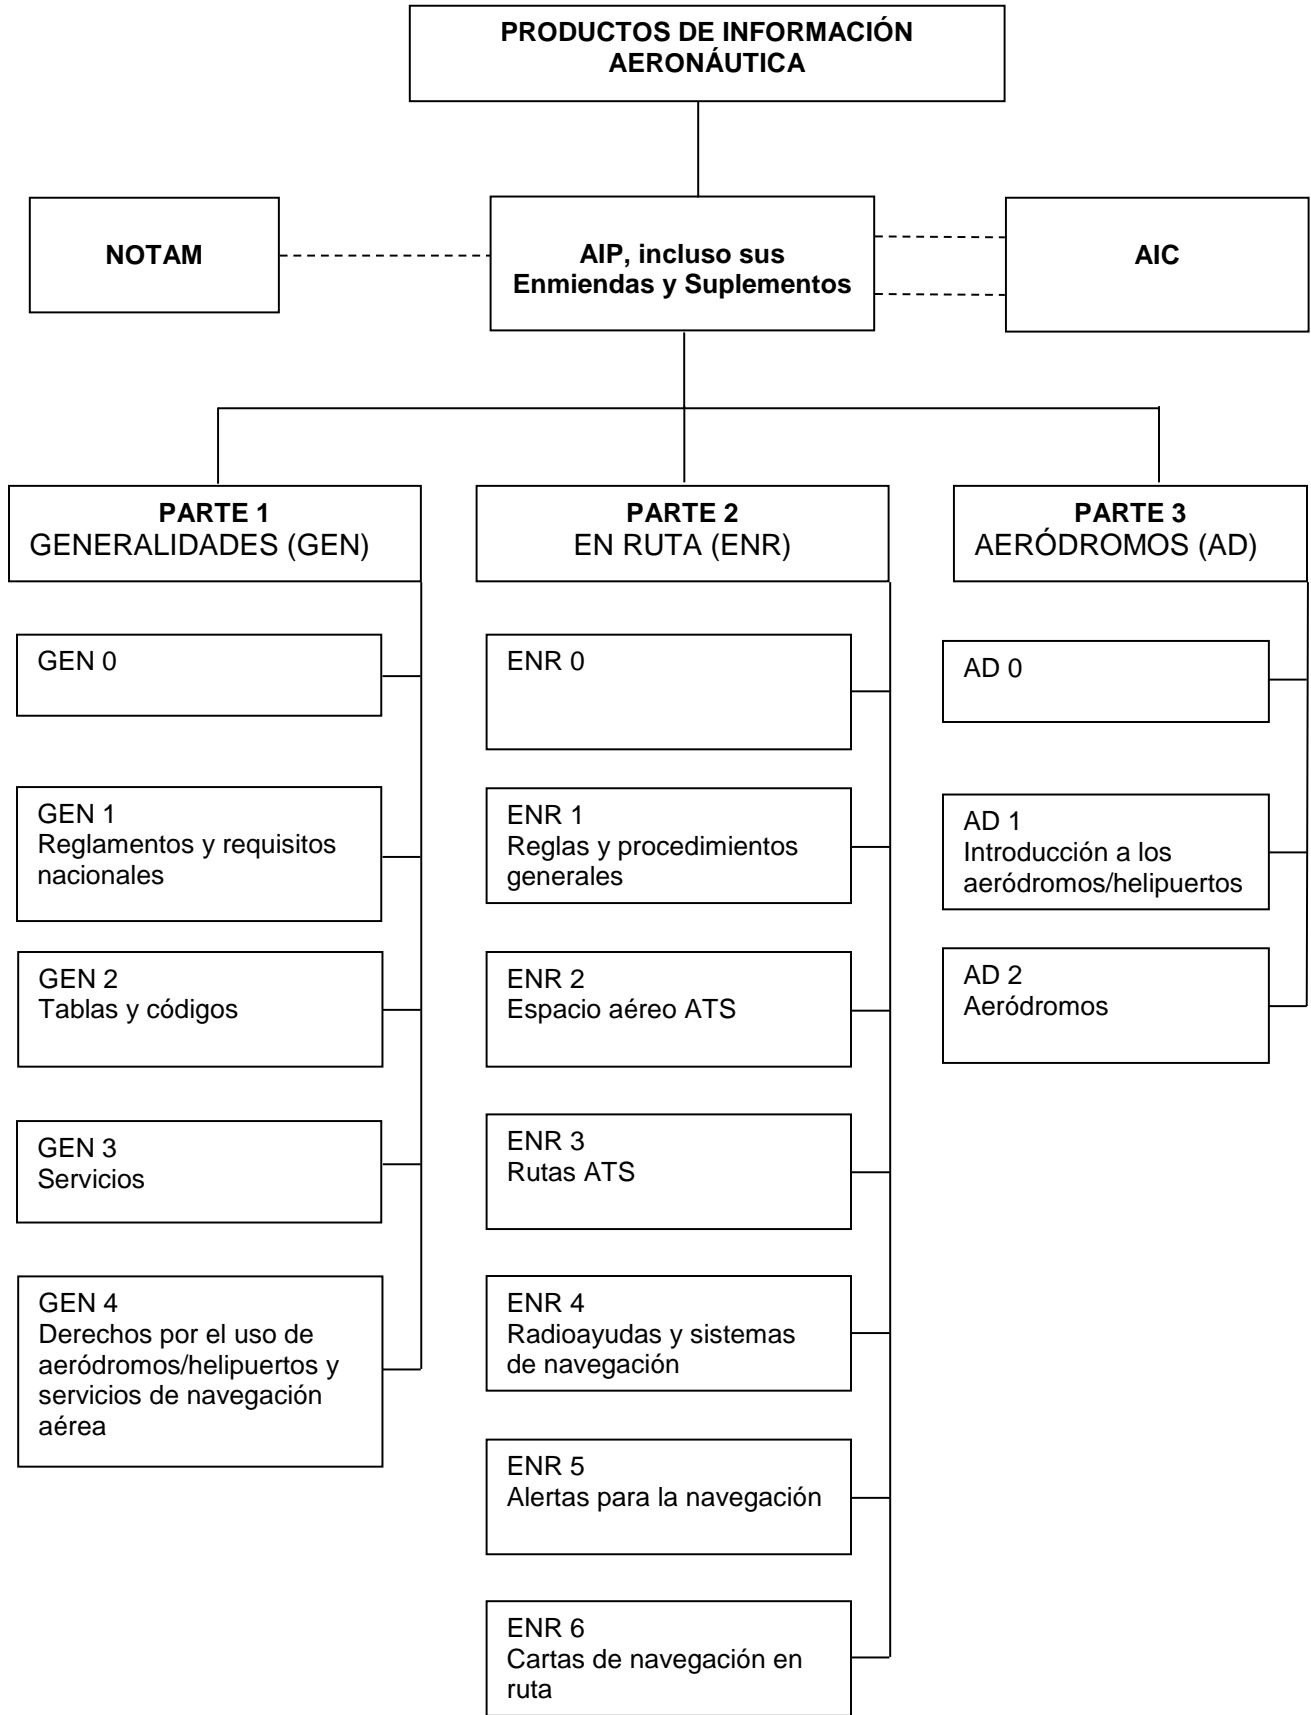 PRODUCTOS DE INFORMACIÓN
AERONÁUTICA
NOTAM
AIP, incluso sus
Enmiendas y Suplementos
AIC
PARTE 1
GENERALIDADES (GEN)
GEN 0
GEN 1
Reglamentos y requisitos
nacionales
GEN 2
Tablas y códigos
GEN 3
Servicios
GEN 4
Derechos por el uso de
aeródromos/helipuertos y
servicios de navegación
aérea
PARTE 2
EN RUTA (ENR)
ENR 0
ENR 1
Reglas y procedimientos
generales
ENR 2
Espacio aéreo ATS
ENR 3
Rutas ATS
ENR 4
Radioayudas y sistemas
de navegación
ENR 5
Alertas para la navegación
ENR 6
Cartas de navegación en
ruta
PARTE 3
AERÓDROMOS (AD)
AD 0
AD 1
Introducción a los
aeródromos/helipuertos
AD 2
Aeródromos